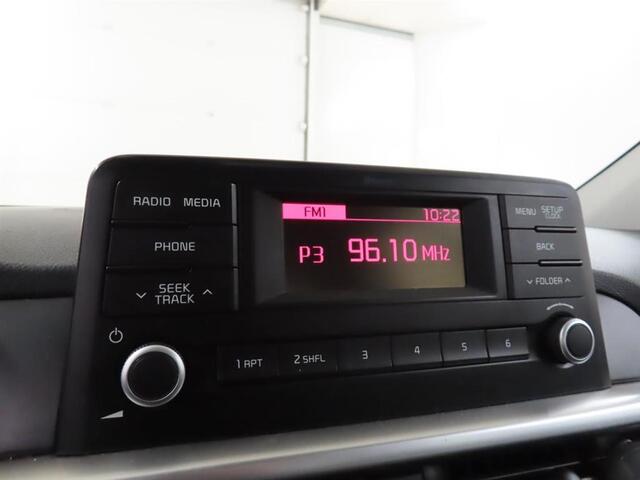 RADIO MEDIA
PHONE
SEEK
TRACK
FM1
10:22
P3 96.10 MHz
MENU
SETUP
CLOCK
BACK
FOLDER
1 RPT
2 SHFL
3
4
5
6